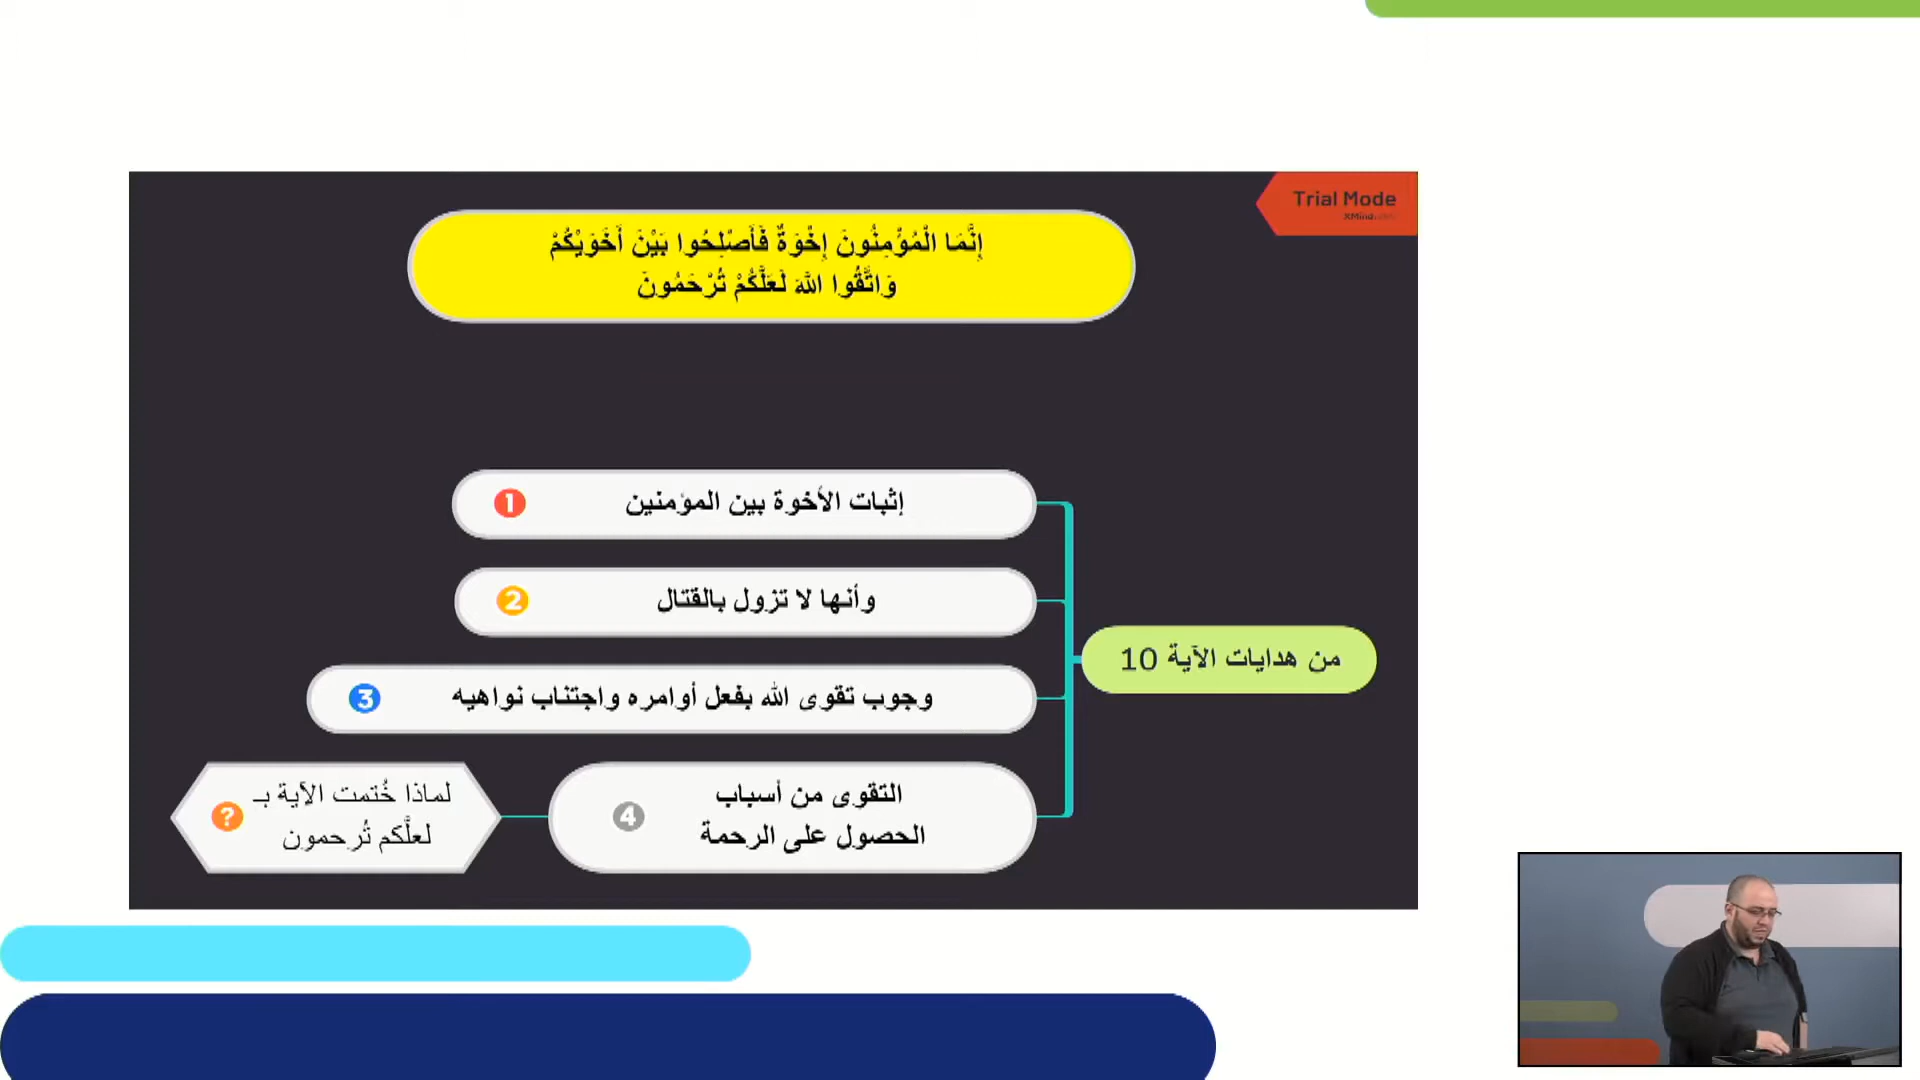 Trial Mode
XMind
إِنَّمَا الْمُؤْمِنُونَ إِخْوَةٌ فَأَصْلِحُوا بَيْنَ أَخَوَيْكُمْ
وَاتَّقُوا اللهَ لَعَلَّكُمْ تُرْحَمُونَ
من هدايات الآية 10
إثبات الأخوة بين المؤمنين 1
وأنها لا تزول بالقتال 2
وجوب تقوى الله بفعل أوامره واجتناب نواهيه 3
التقوى من أسباب
الحصول على الرحمة 4
لماذا خُتمت الآية بـ
لعلَّكم تُرحمون ?